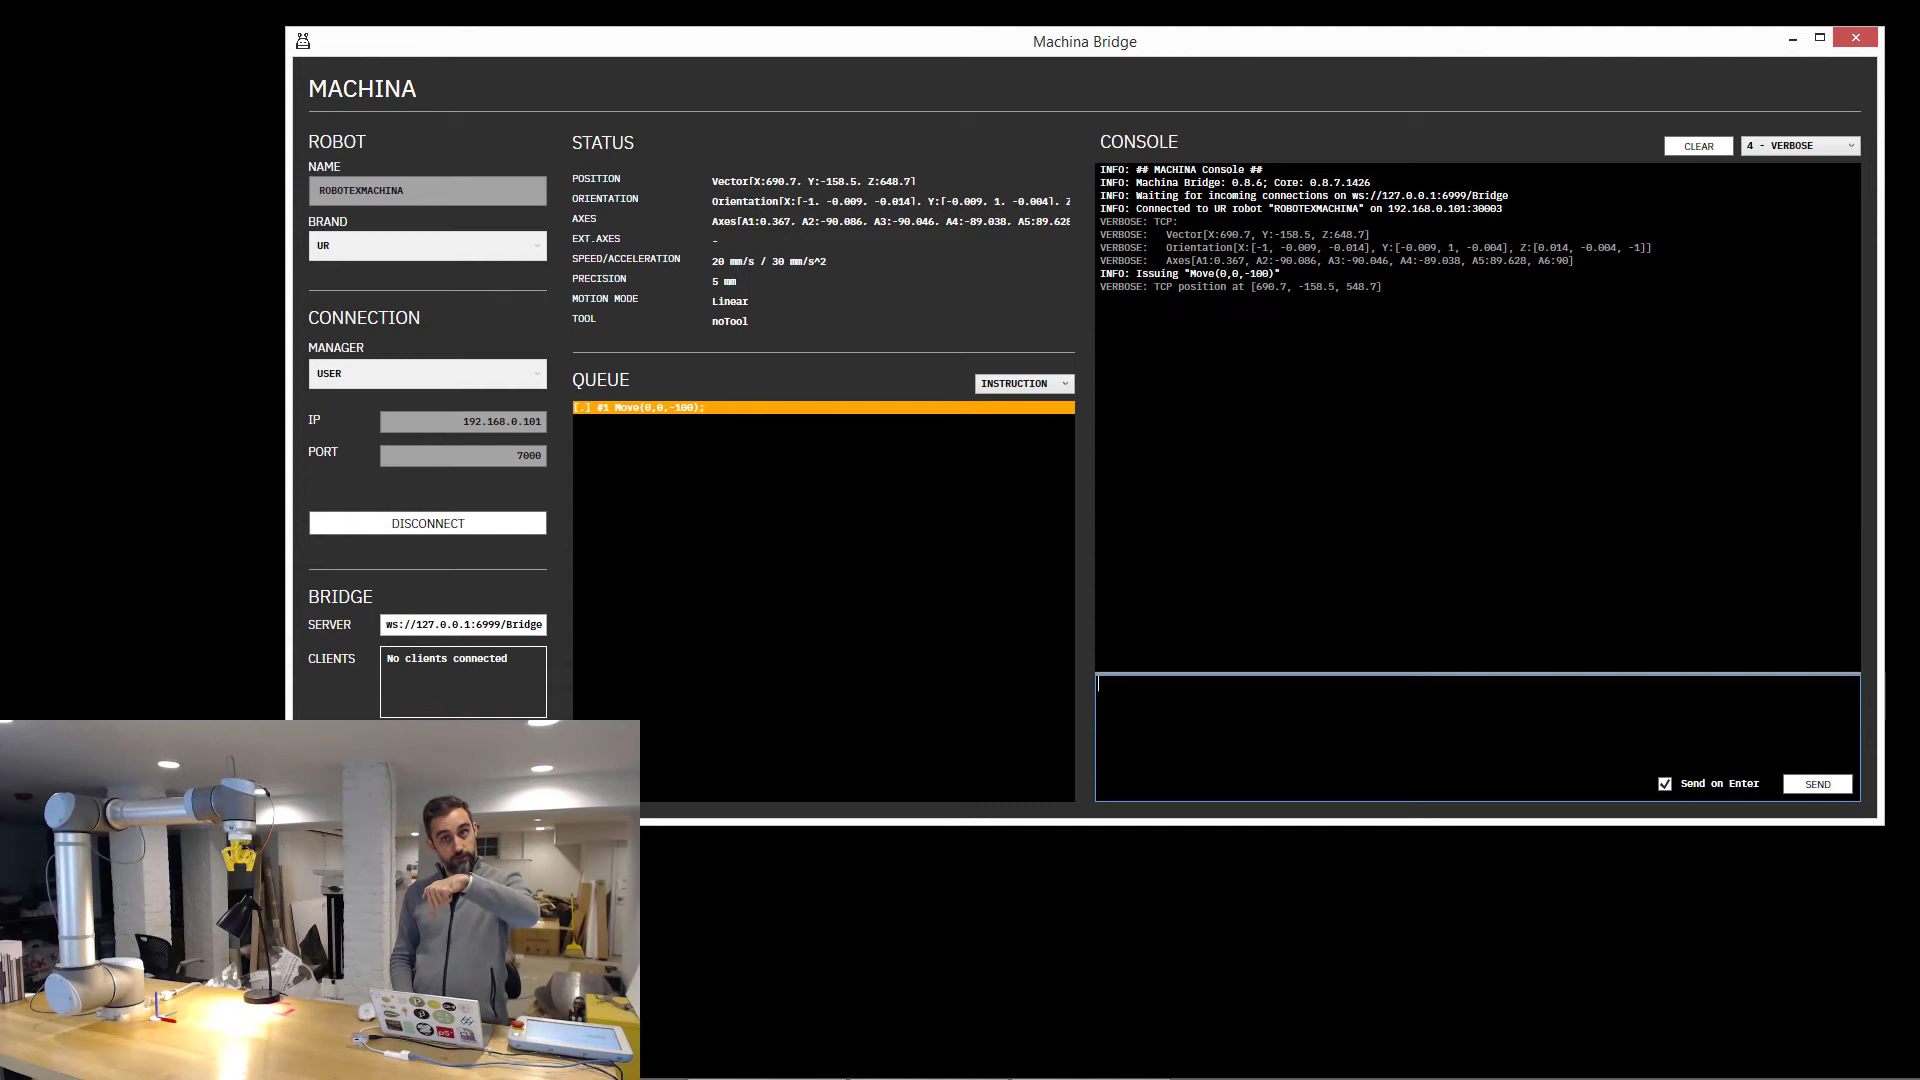 Machina Bridge
MACHINA
ROBOT
NAME
ROBOTEXMACHINA
BRAND
UR
CONNECTION
MANAGER
USER
IP
192.168.0.101
PORT
7000
DISCONNECT
BRIDGE
SERVER
ws://127.0.0.1:6999/Bridge
CLIENTS
No clients connected
STATUS
POSITION
Vector[X:690.7, Y:-158.5, Z:648.7]
ORIENTATION
Orientation[X:[-1, -0.009, -0.014], Y:[-0.009, 1, -0.004], Z
AXES
Axes[A1:0.367, A2:-90.086, A3:-90.046, A4:-89.038, A5:89.628
EXT.AXES
-
SPEED/ACCELERATION
20 mm/s / 30 mm/s^2
PRECISION
5 mm
MOTION MODE
Linear
TOOL
noTool
QUEUE
INSTRUCTION
[.] #1 Move(0,0,-100);
CONSOLE
CLEAR
4 - VERBOSE
INFO: ## MACHINA Console ##
INFO: Machina Bridge: 0.8.6; Core: 0.8.7.1426
INFO: Waiting for incoming connections on ws://127.0.0.1:6999/Bridge
INFO: Connected to UR robot "ROBOTEXMACHINA" on 192.168.0.101:30003
VERBOSE: TCP:
VERBOSE: Vector[X:690.7, Y:-158.5, Z:648.7]
VERBOSE: Orientation[X:[-1, -0.009, -0.014], Y:[-0.009, 1, -0.004], Z:[0.014, -0.004, -1]]
VERBOSE: Axes[A1:0.367, A2:-90.086, A3:-90.046, A4:-89.038, A5:89.628, A6:90]
INFO: Issuing "Move(0,0,-100)"
VERBOSE: TCP position at [690.7, -158.5, 548.7]
Send on Enter
SEND